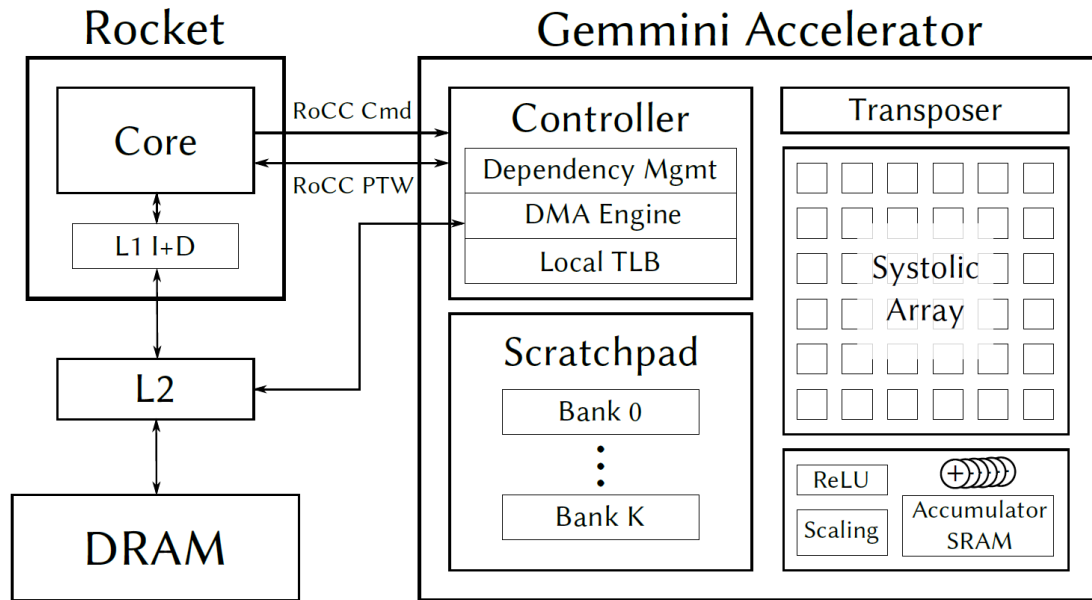 Rocket
Gemmini Accelerator
Core
L1 I+D
RoCC Cmd
RoCC PTW
L2
DRAM
Controller
Dependency Mgmt
DMA Engine
Local TLB
Scratchpad
Bank 0
Bank K
Transposer
Systolic
Array
ReLU
Scaling
+
Accumulator
SRAM